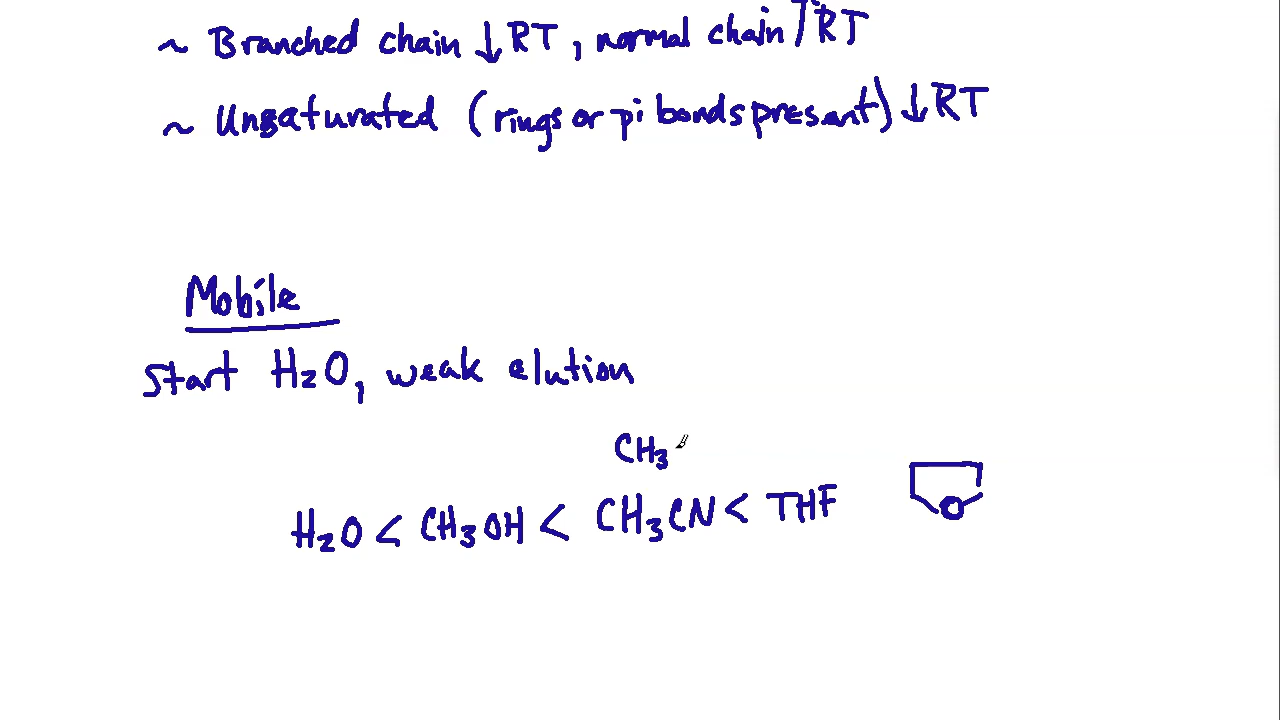 ~ Branched chain ↓RT, normal chain ↑RT
~ Unsaturated (rings or pi bonds present) ↓RT
Mobile
Start H₂O, weak elution
CH₃
H₂O < CH₃OH < CH₃CN < THF
O